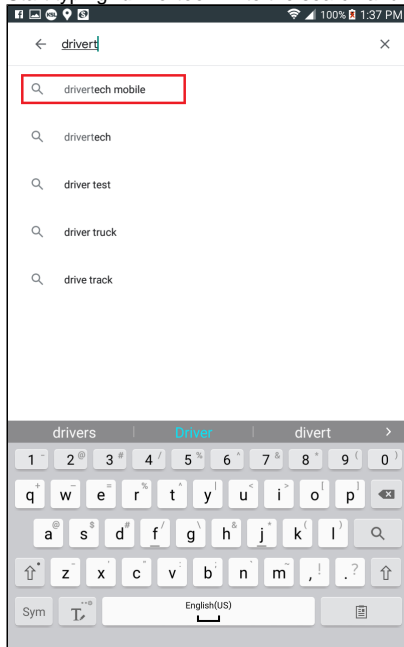 100% 1:37 PM
drivert
drivertech mobile
drivertech
driver test
driver truck
drive track
drivers Driver divert
1 - 2 @ 3 # 4 / 5 % 6 ^ 7 & 8 * 9 ( 0 )
q + w - e = r % t ^ y | u < i > o [ p ]
a @ s $ d # f / g \ h & j * k ( l )
z x c v b n m , ! . ?
Sym T English(US)